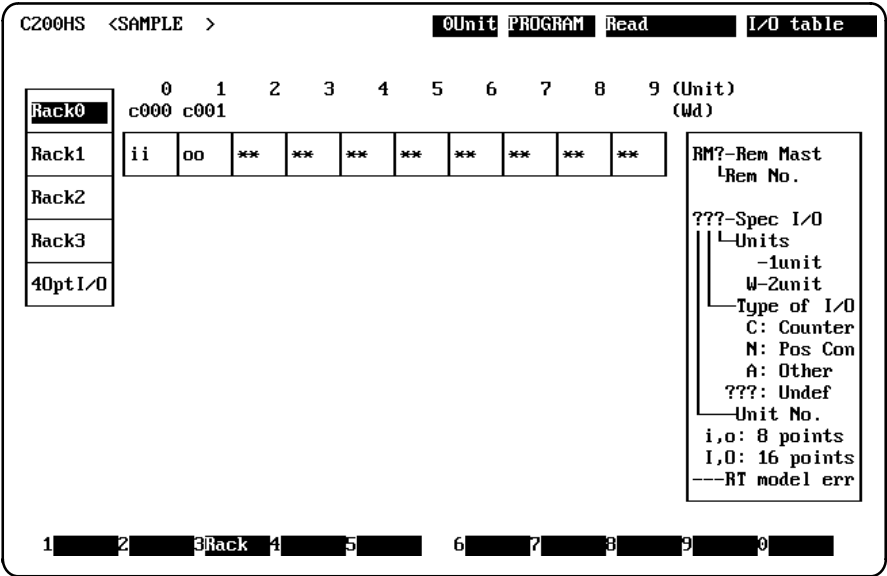 C200HS <SAMPLE > 0Unit PROGRAM Read I/O table
0 1 2 3 4 5 6 7 8 9 (Unit)
Rack0 c000 c001 (Wd)
Rack1 ii oo ** ** ** ** ** ** ** **
Rack2
Rack3
4OptI/O
RM?-Rem Mast
└Rem No.
???-Spec I/O
└Units
-1unit
W-2unit
Type of I/O
C: Counter
N: Pos Con
A: Other
???: Undef
Unit No.
i,o: 8 points
I,O: 16 points
---RT model err
1 2 3Rack 4 5 6 7 8 9 0